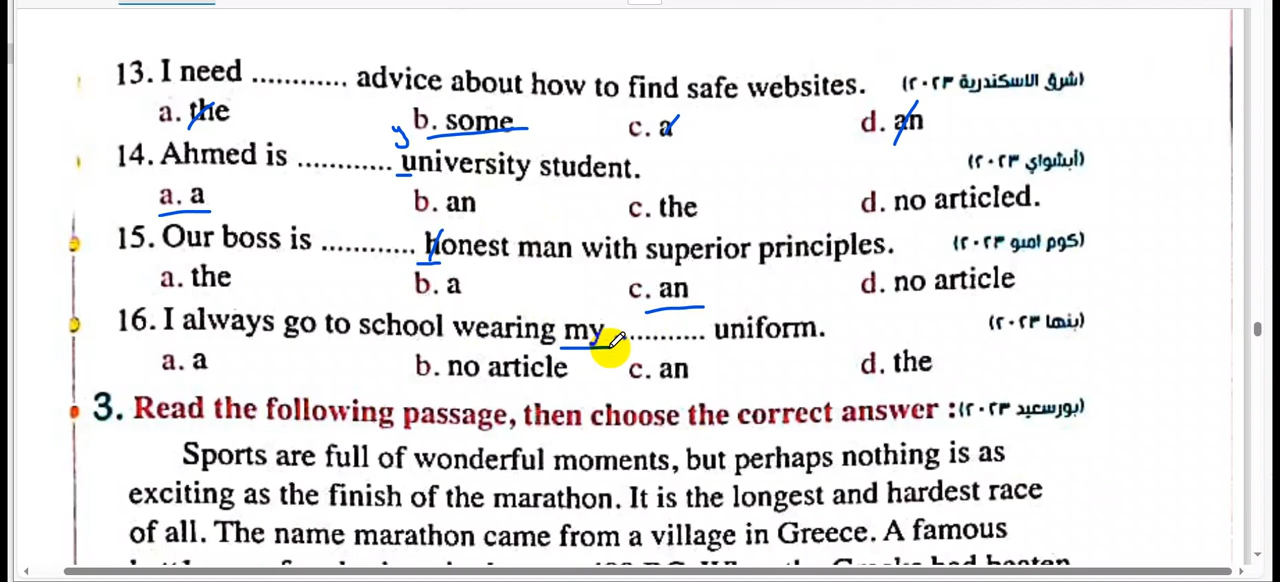 13. I need ............ advice about how to find safe websites. (شرق الاسكندرية ٢٠٢٣)
a. the b. some c. a d. an
y
14. Ahmed is ............ university student. (أبشواي ٢٠٢٣)
a. a b. an c. the d. no articled.
15. Our boss is ............ honest man with superior principles. (كوم امبو ٢٠٢٣)
a. the b. a c. an d. no article
16. I always go to school wearing my ............ uniform. (بنها ٢٠٢٣)
a. a b. no article c. an d. the
3. Read the following passage, then choose the correct answer : (بورسعيد ٢٠٢٣)
Sports are full of wonderful moments, but perhaps nothing is as
exciting as the finish of the marathon. It is the longest and hardest race
of all. The name marathon came from a village in Greece. A famous